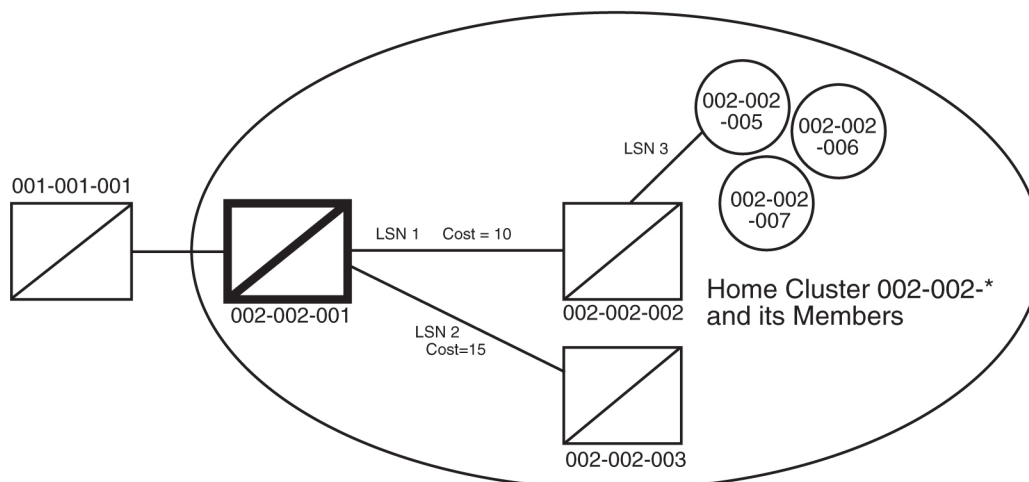 002-002
-005
002-002
-006
LSN 3
001-001-001
002-002
-007
LSN 1 Cost = 10
Home Cluster 002-002-*
and its Members
002-002-001
002-002-002
LSN 2
Cost=15
002-002-003